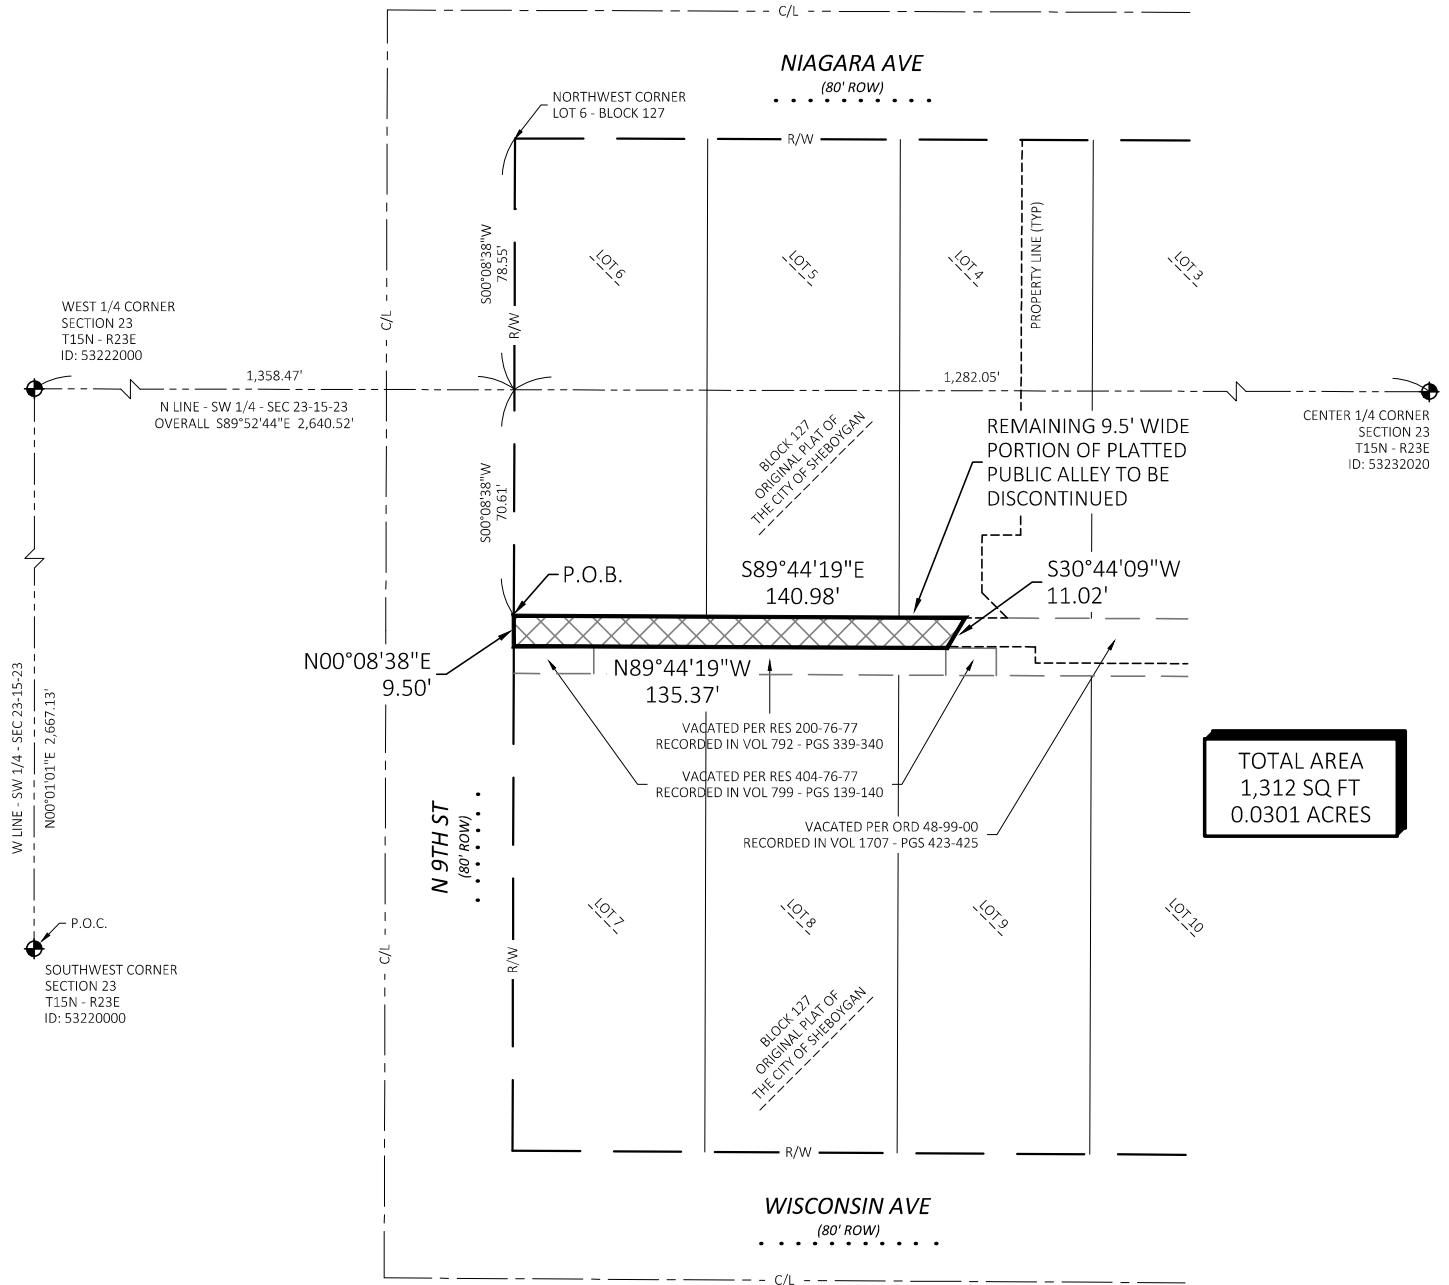 C/L
NIAGARA AVE
(80' ROW)
NORTHWEST CORNER
LOT 6 - BLOCK 127
R/W
S00°08'38"W
78.55'
LOT 6
LOT 5
LOT 4
PROPERTY LINE (TYP)
LOT 3
WEST 1/4 CORNER
SECTION 23
T15N - R23E
ID: 53222000
C/L
R/W
1,358.47'
N LINE - SW 1/4 - SEC 23-15-23
OVERALL S89°52'44"E 2,640.52'
1,282.05'
CENTER 1/4 CORNER
SECTION 23
T15N - R23E
ID: 53232020
BLOCK 127
ORIGINAL PLAT OF
THE CITY OF SHEBOYGAN
REMAINING 9.5' WIDE
PORTION OF PLATTED
PUBLIC ALLEY TO BE
DISCONTINUED
S00°08'38"W
70.61'
P.O.B.
S89°44'19"E
140.98'
S30°44'09"W
11.02'
N00°08'38"E
9.50'
N89°44'19"W
135.37'
VACATED PER RES 200-76-77
RECORDED IN VOL 792 - PGS 339-340
VACATED PER RES 404-76-77
RECORDED IN VOL 799 - PGS 139-140
VACATED PER ORD 48-99-00
RECORDED IN VOL 1707 - PGS 423-425
TOTAL AREA
1,312 SQ FT
0.0301 ACRES
W LINE - SW 1/4 - SEC 23-15-23
N00°01'01"E 2,667.13'
N 9TH ST
(80' ROW)
P.O.C.
SOUTHWEST CORNER
SECTION 23
T15N - R23E
ID: 53220000
C/L
R/W
LOT 7
LOT 8
LOT 9
LOT 10
BLOCK 127
ORIGINAL PLAT OF
THE CITY OF SHEBOYGAN
R/W
WISCONSIN AVE
(80' ROW)
C/L